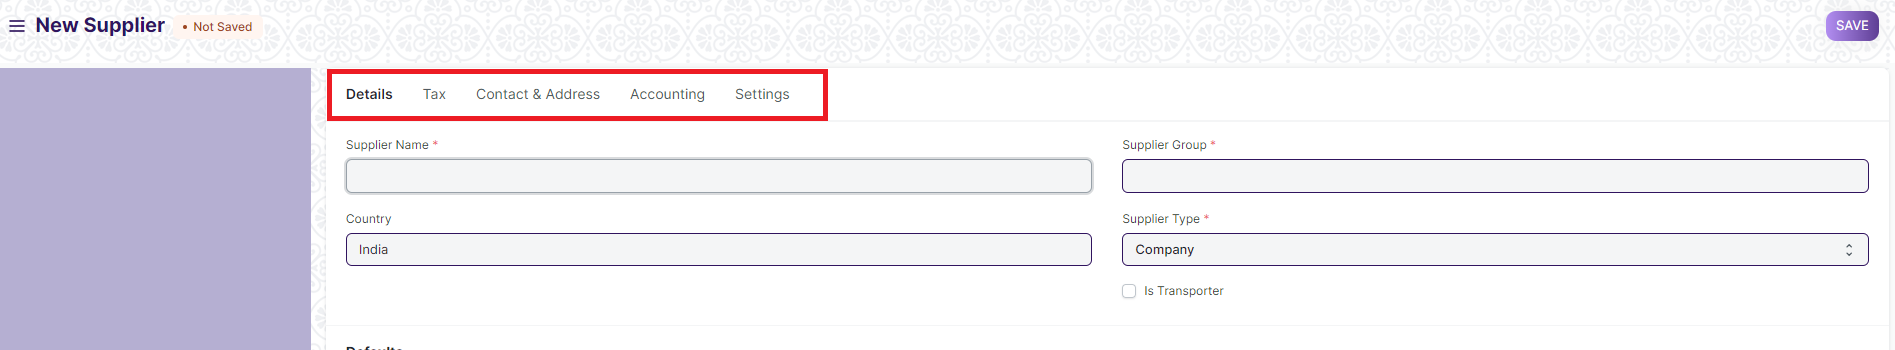 New Supplier • Not Saved SAVE
Details Tax Contact & Address Accounting Settings
Supplier Name * Supplier Group *
Country Supplier Type *
India Company
Is Transporter
Defaults